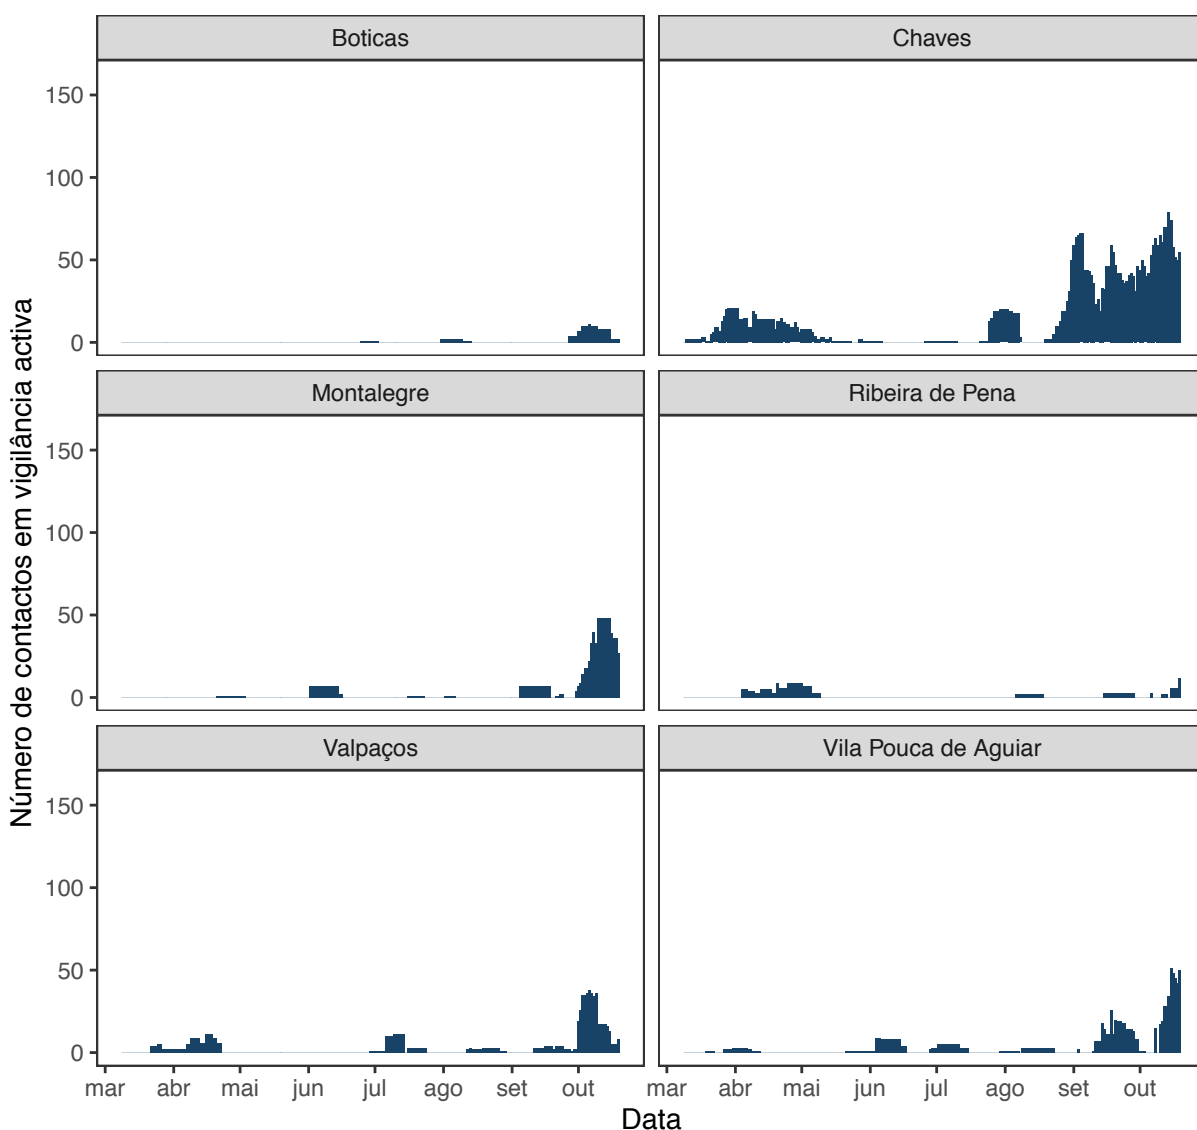 Boticas
Chaves
150
100
50
0
Montalegre
Ribeira de Pena
150
100
50
0
Valpaços
Vila Pouca de Aguiar
150
100
50
0
mar abr mai jun jul ago set out
mar abr mai jun jul ago set out
Data
Número de contactos em vigilância activa